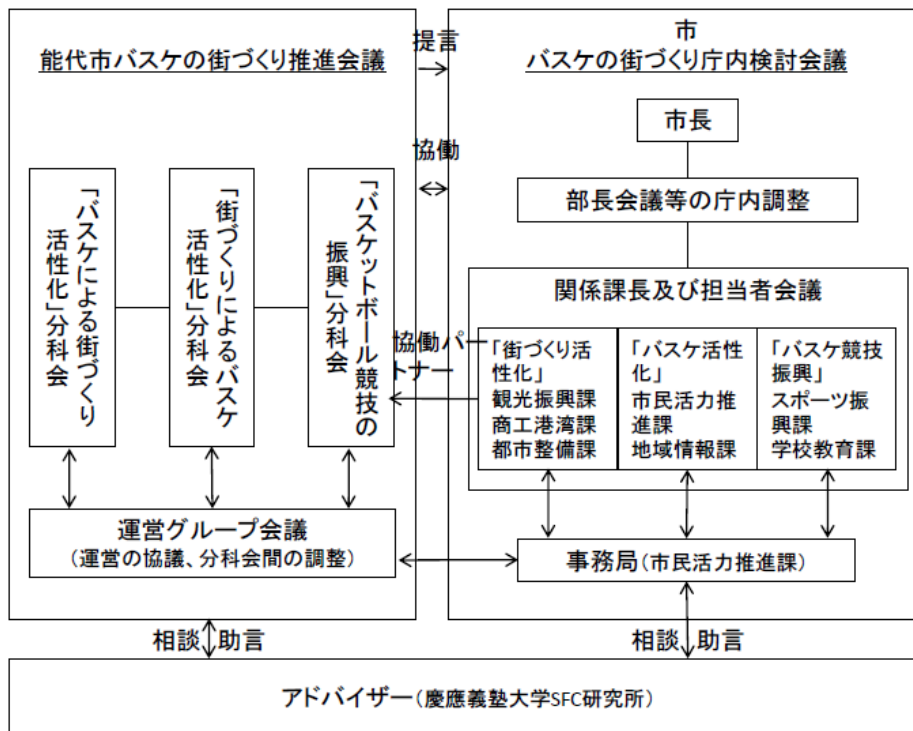 能代市バスケの街づくり推進会議
「バスケによる街づくり
活性化」分科会
「街づくりによるバスケ
活性化」分科会
「バスケットボール競技の
振興」分科会
運営グループ会議
(運営の協議、分科会間の調整)
提言
協働
協働パー
トナー
市
バスケの街づくり庁内検討会議
市長
部長会議等の庁内調整
関係課長及び担当者会議
「街づくり活
性化」
観光振興課
商工港湾課
都市整備課
「バスケ活性
化」
市民活力推
進課
地域情報課
「バスケ競技
振興」
スポーツ振
興課
学校教育課
事務局(市民活力推進課)
相談 助言
相談 助言
アドバイザー(慶應義塾大学SFC研究所)